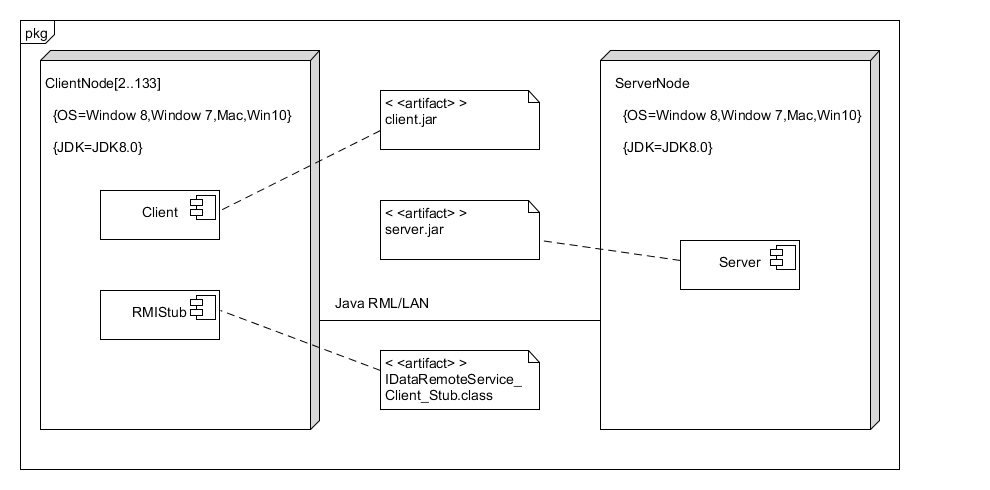 pkg
ClientNode[2..133]
{OS=Window 8,Window 7,Mac,Win10}
{JDK=JDK8.0}
Client
RMIStub
< <artifact> >
client.jar
< <artifact> >
server.jar
Java RML/LAN
< <artifact> >
IDataRemoteService_
Client_Stub.class
ServerNode
{OS=Window 8,Window 7,Mac,Win10}
{JDK=JDK8.0}
Server